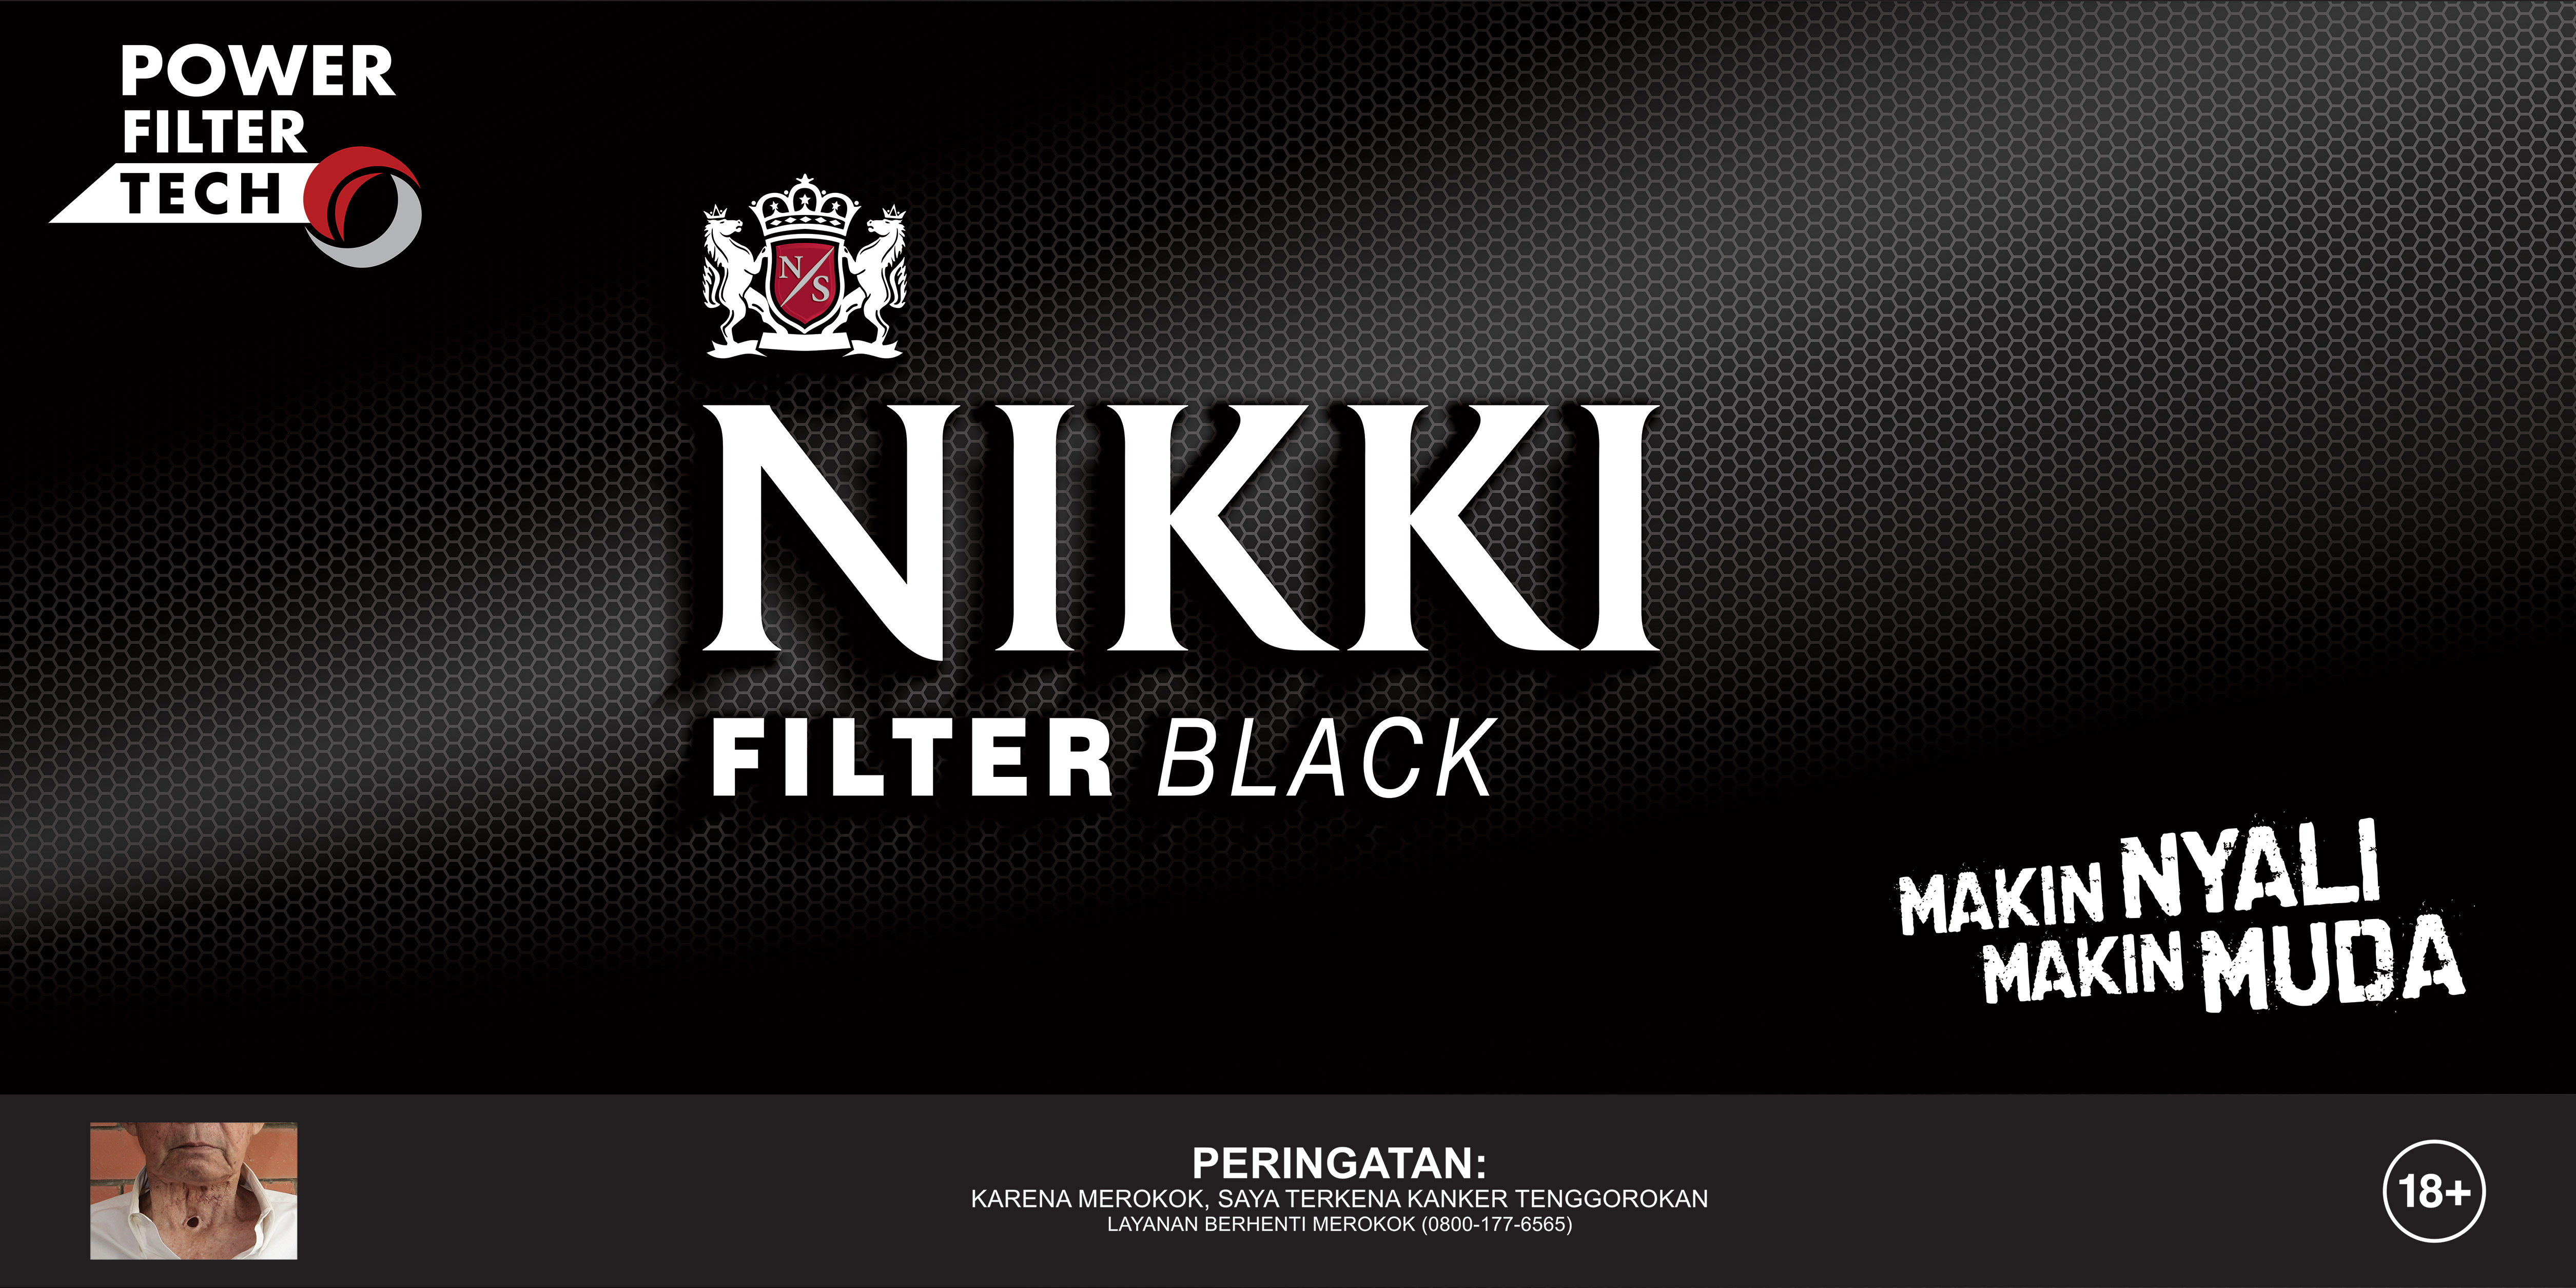 POWER
FILTER
TECH
N/S
NIKKI
FILTER BLACK
MAKIN NYALI
MAKIN MUDA
PERINGATAN:
KARENA MEROKOK, SAYA TERKENA KANKER TENGGOROKAN
LAYANAN BERHENTI MEROKOK (0800-177-6565)
18+